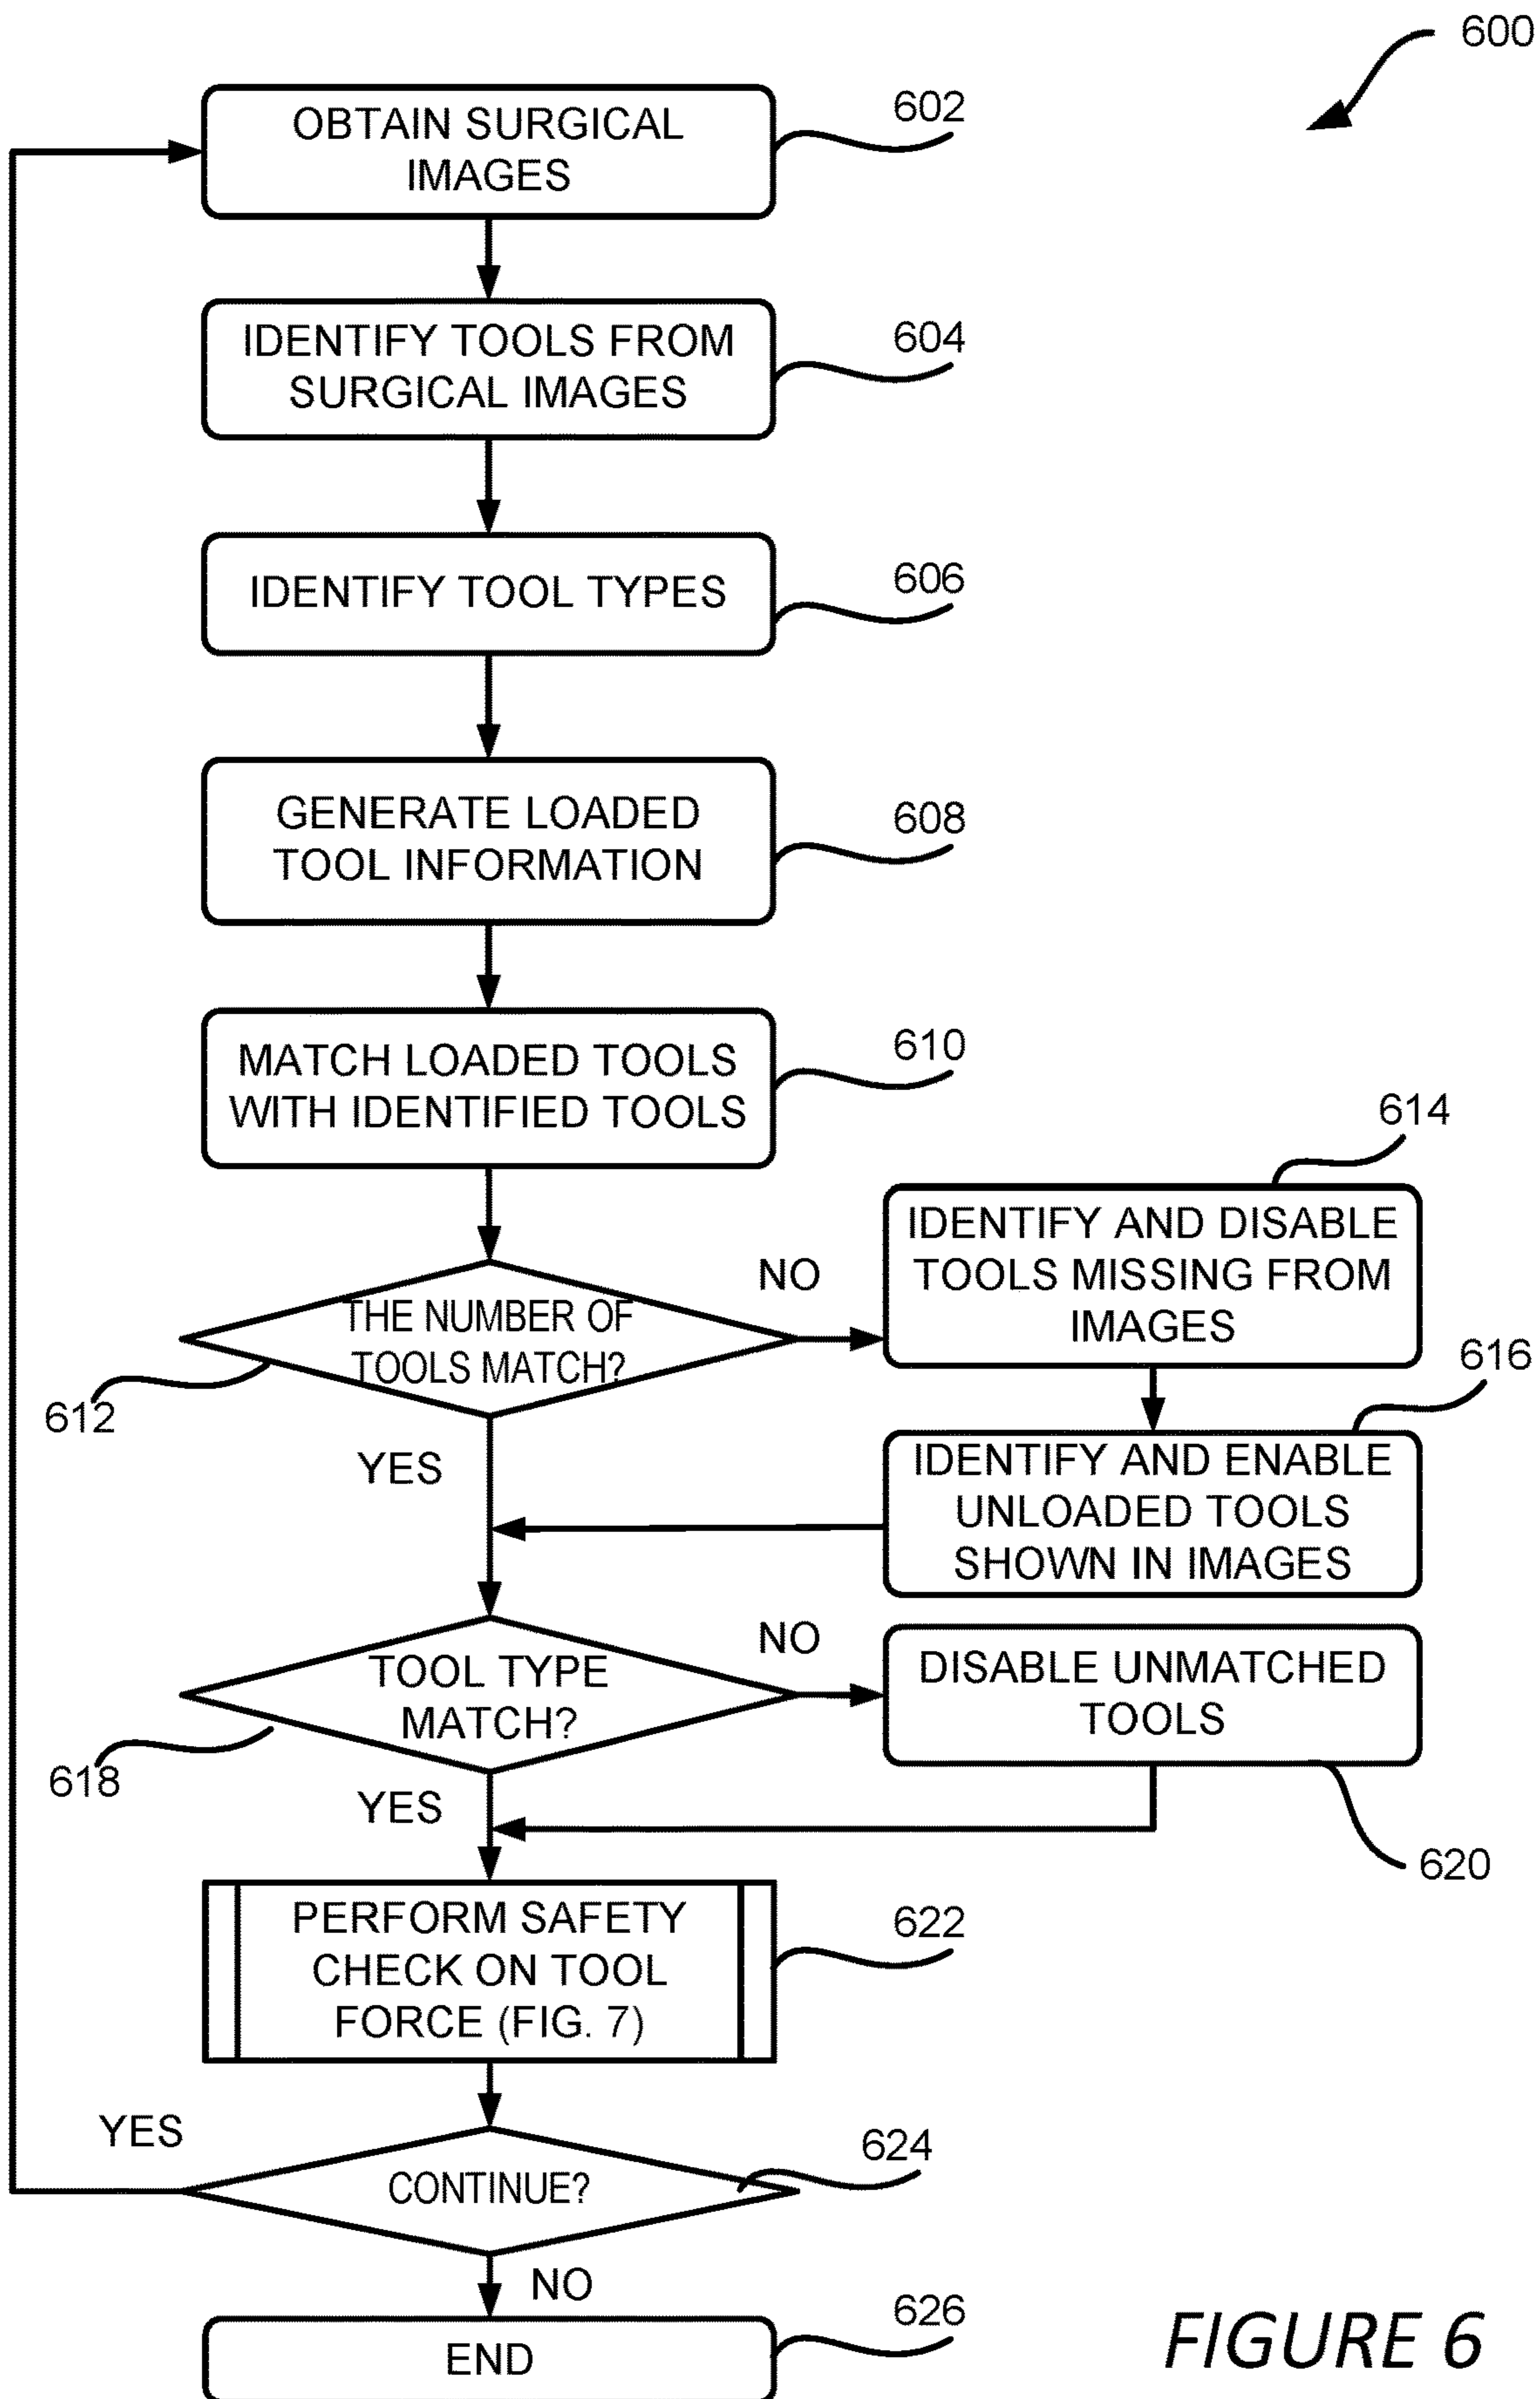 600
OBTAIN SURGICAL
IMAGES
602
IDENTIFY TOOLS FROM
SURGICAL IMAGES
604
IDENTIFY TOOL TYPES
606
GENERATE LOADED
TOOL INFORMATION
608
MATCH LOADED TOOLS
WITH IDENTIFIED TOOLS
610
THE NUMBER OF
TOOLS MATCH?
612
NO
614
IDENTIFY AND DISABLE
TOOLS MISSING FROM
IMAGES
616
IDENTIFY AND ENABLE
UNLOADED TOOLS
SHOWN IN IMAGES
YES
TOOL TYPE
MATCH?
618
NO
DISABLE UNMATCHED
TOOLS
620
YES
PERFORM SAFETY
CHECK ON TOOL
FORCE (FIG. 7)
622
YES
CONTINUE?
624
NO
END
626
FIGURE 6